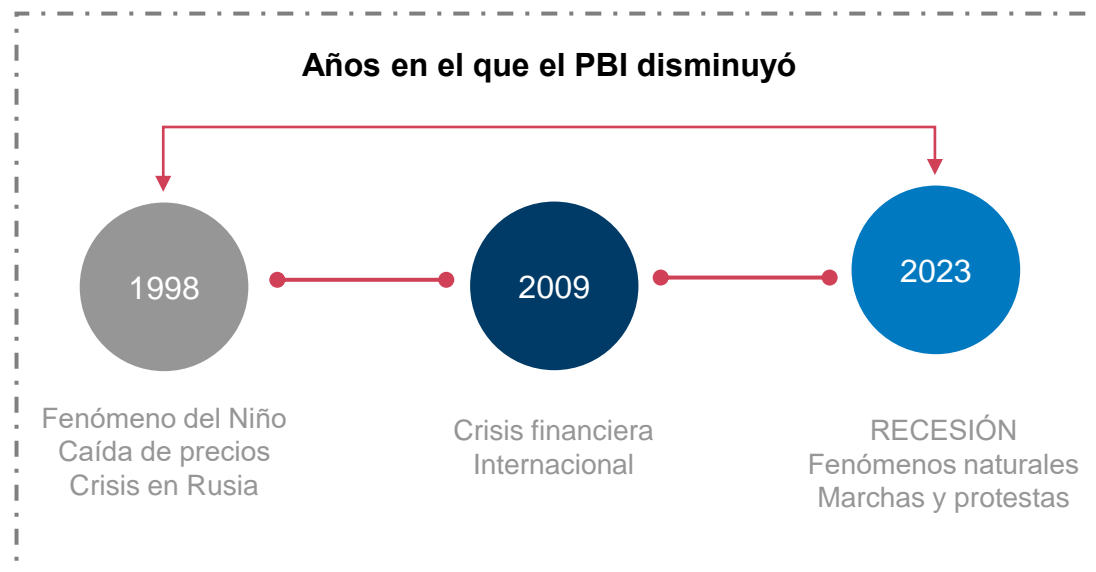 Años en el que el PBI disminuyó
1998
2009
2023
Fenómeno del Niño
Caída de precios
Crisis en Rusia
Crisis financiera
Internacional
RECESIÓN
Fenómenos naturales
Marchas y protestas